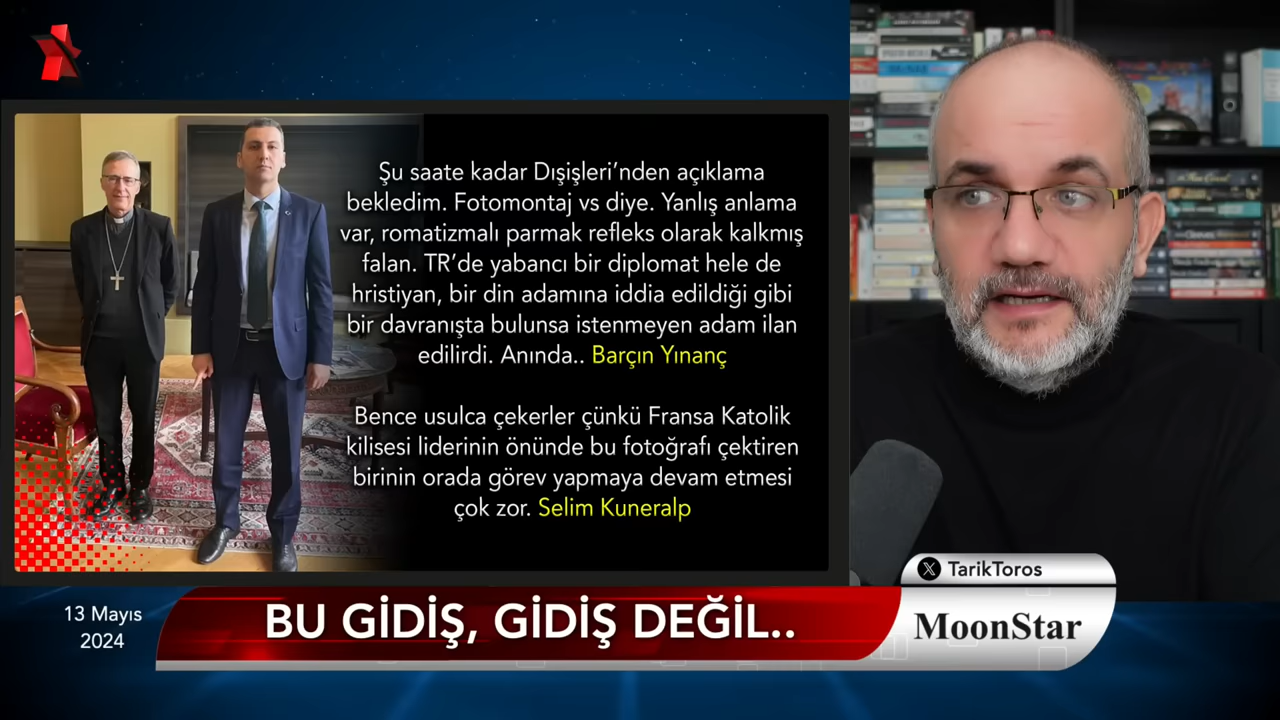 Şu saate kadar Dışişleri'nden açıklama
bekledim. Fotomontaj vs diye. Yanlış anlama
var, romatizmalı parmak refleks olarak kalkmış
falan. TR'de yabancı bir diplomat hele de
hristiyan, bir din adamına iddia edildiği gibi
bir davranışta bulunsa istenmeyen adam ilan
edilirdi. Anında.. Barçın Yınanç
Bence usulca çekerler çünkü Fransa Katolik
kilisesi liderinin önünde bu fotoğrafı çektiren
birinin orada görev yapmaya devam etmesi
çok zor. Selim Kuneralp
X TarikToros
13 Mayıs
2024
BU GİDİŞ, GİDİŞ DEĞİL..
MoonStar